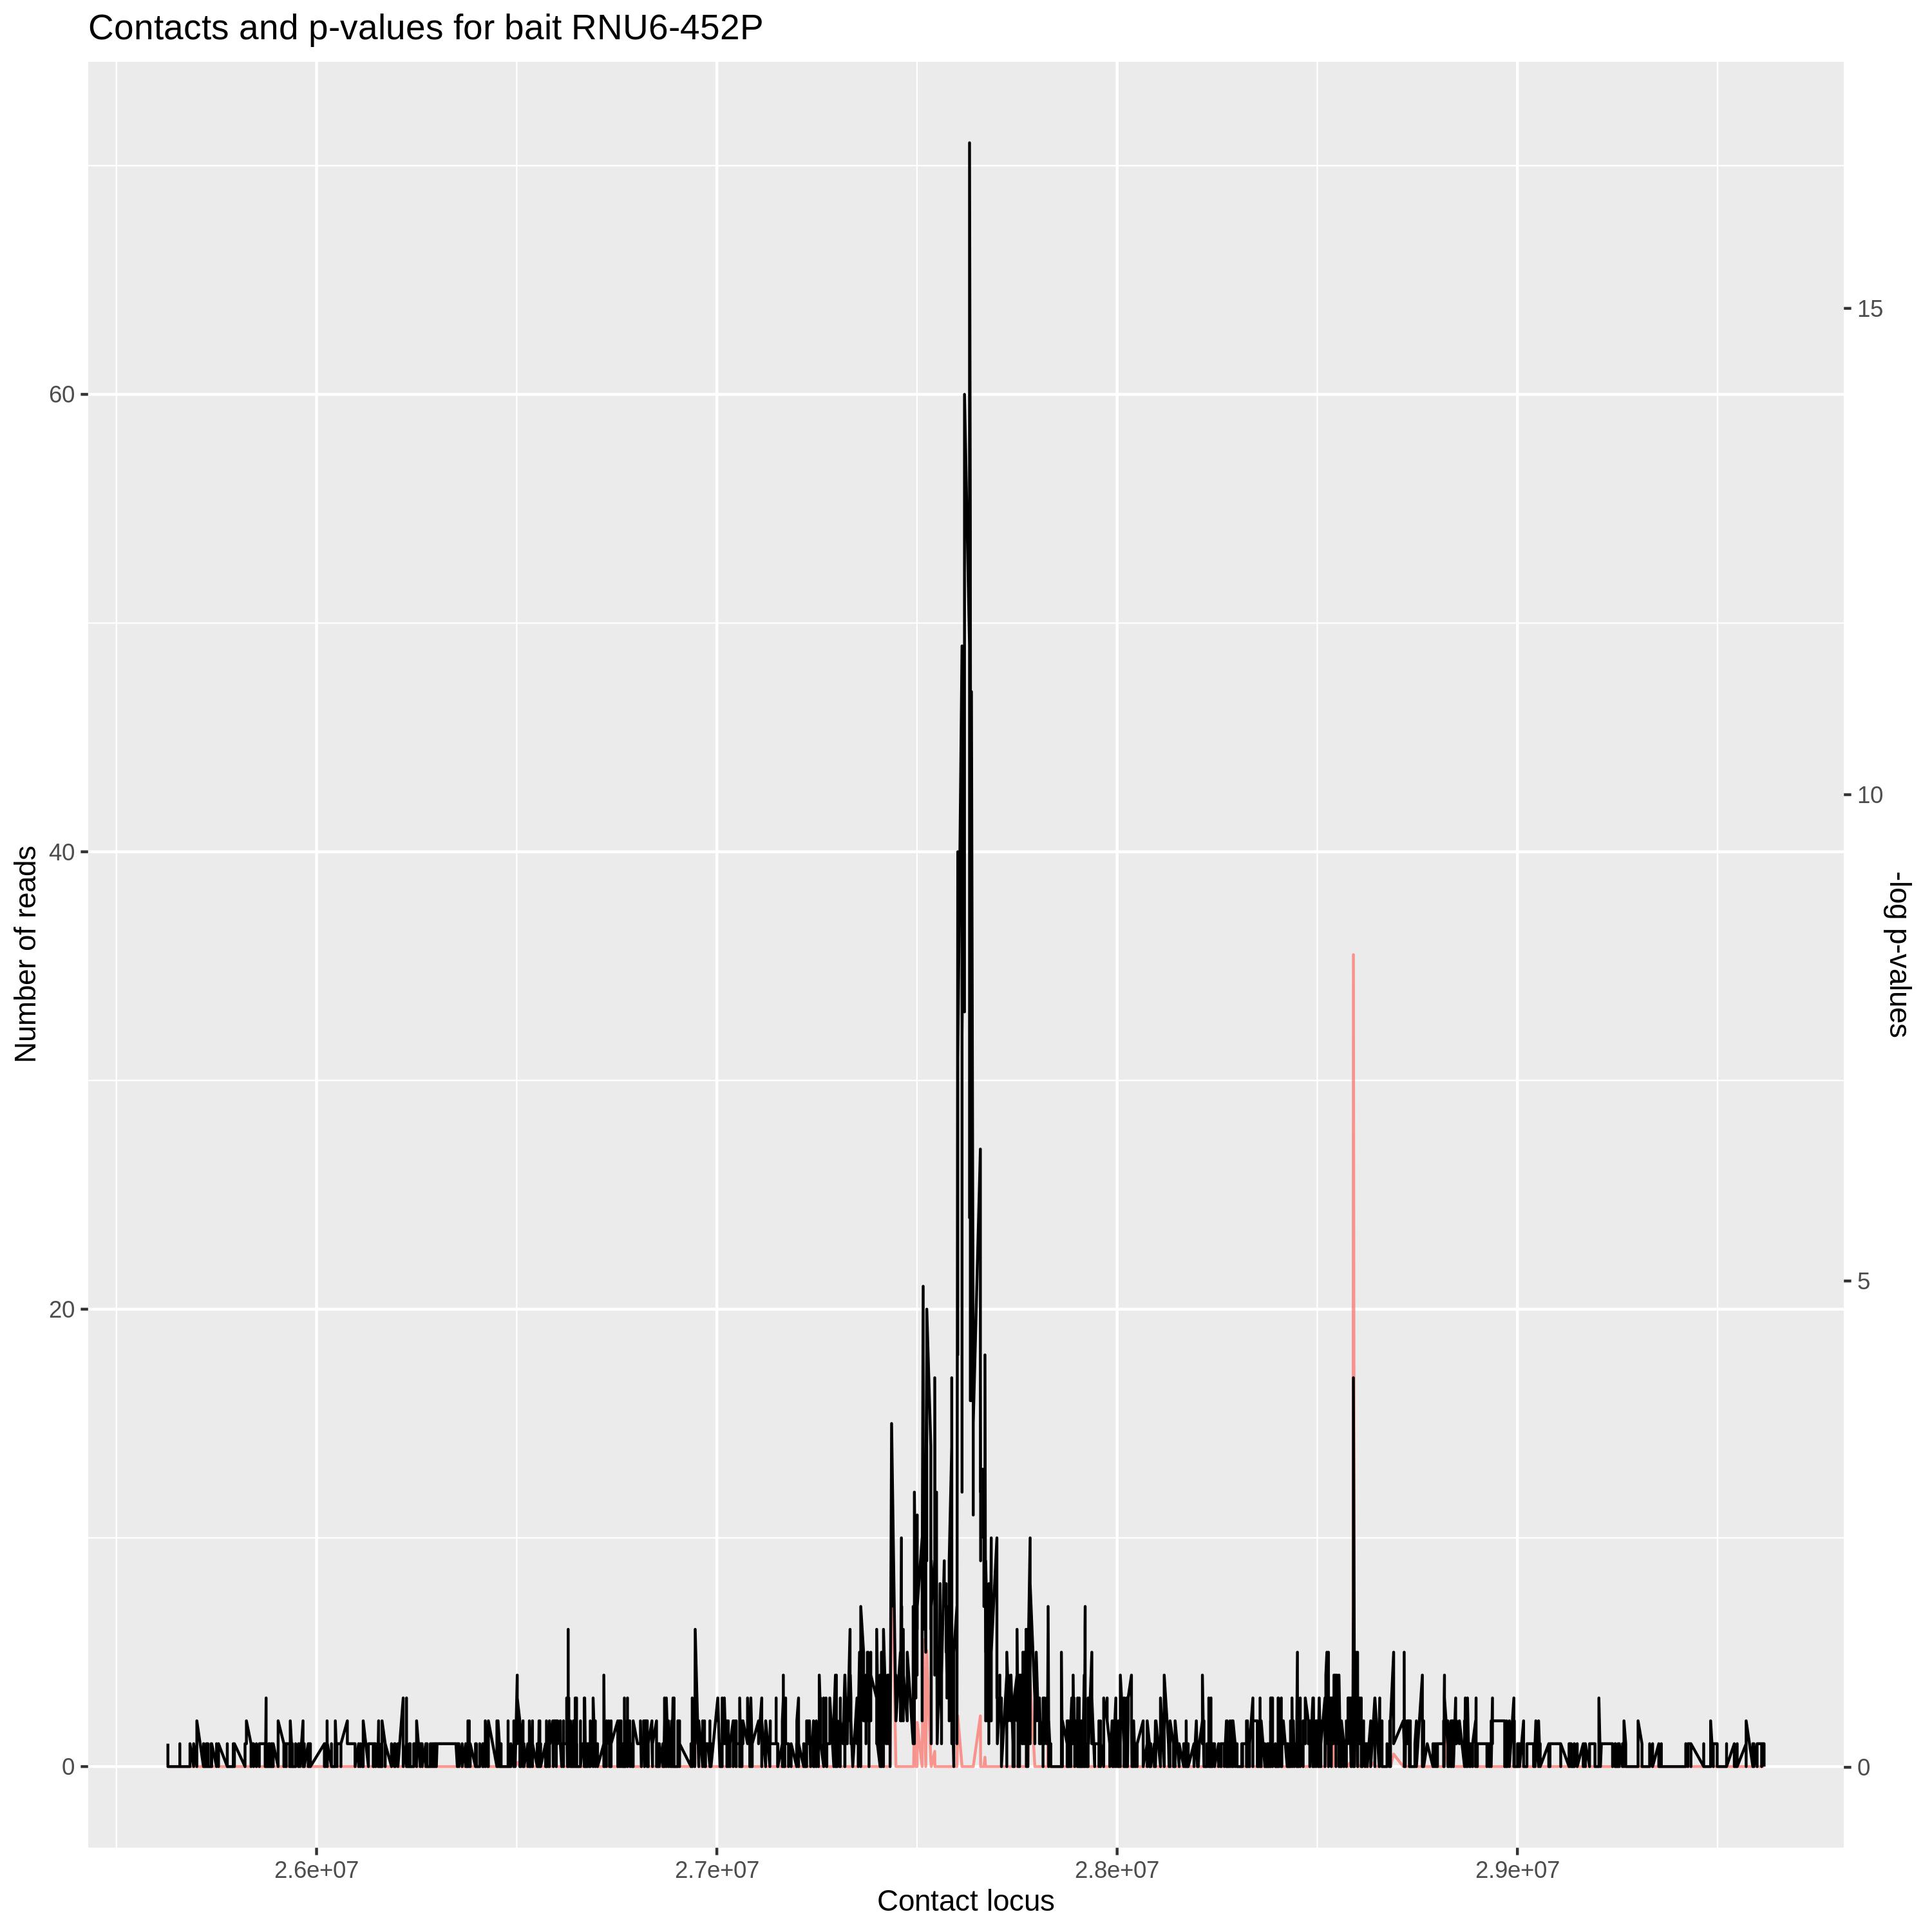 Contacts and p-values for bait RNU6-452P
Number of reads
60
40
20
0
15
10
5
0
-log p-values
2.6e+07
2.7e+07
2.8e+07
2.9e+07
Contact locus